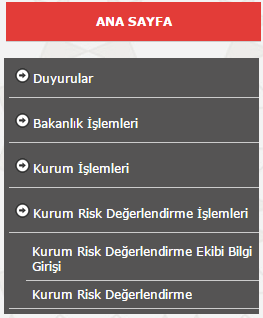 ANA SAYFA
Duyurular
Bakanlık İşlemleri
Kurum İşlemleri
Kurum Risk Değerlendirme İşlemleri
Kurum Risk Değerlendirme Ekibi Bilgi
Girişi
Kurum Risk Değerlendirme